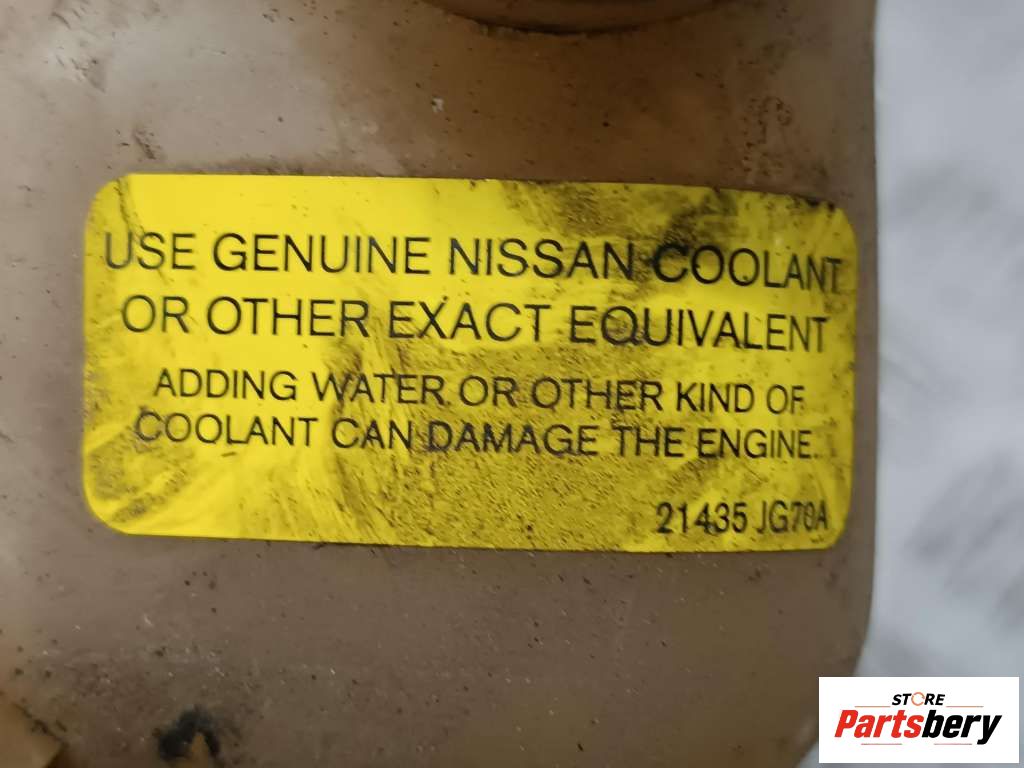 USE GENUINE NISSAN COOLANT
OR OTHER EXACT EQUIVALENT
ADDING WATER OR OTHER KIND OF
COOLANT CAN DAMAGE THE ENGINE.
21435 JG70A
STORE
Partsbery